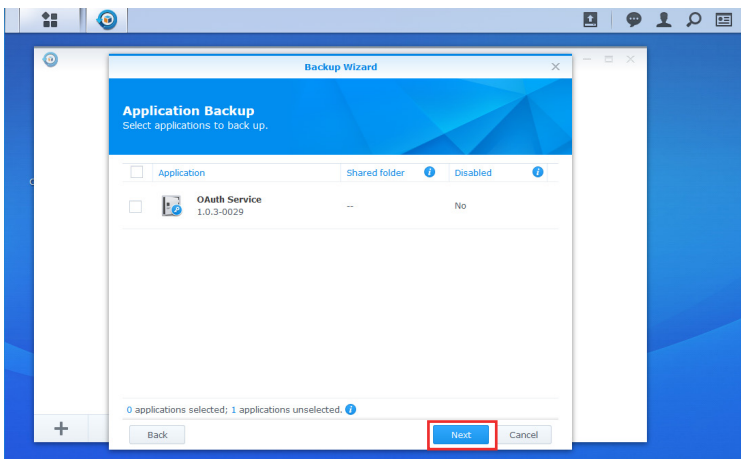 Backup Wizard
Application Backup
Select applications to back up.
Application Shared folder Disabled
OAuth Service
1.0.3-0029 -- No
0 applications selected; 1 applications unselected.
Back Next Cancel